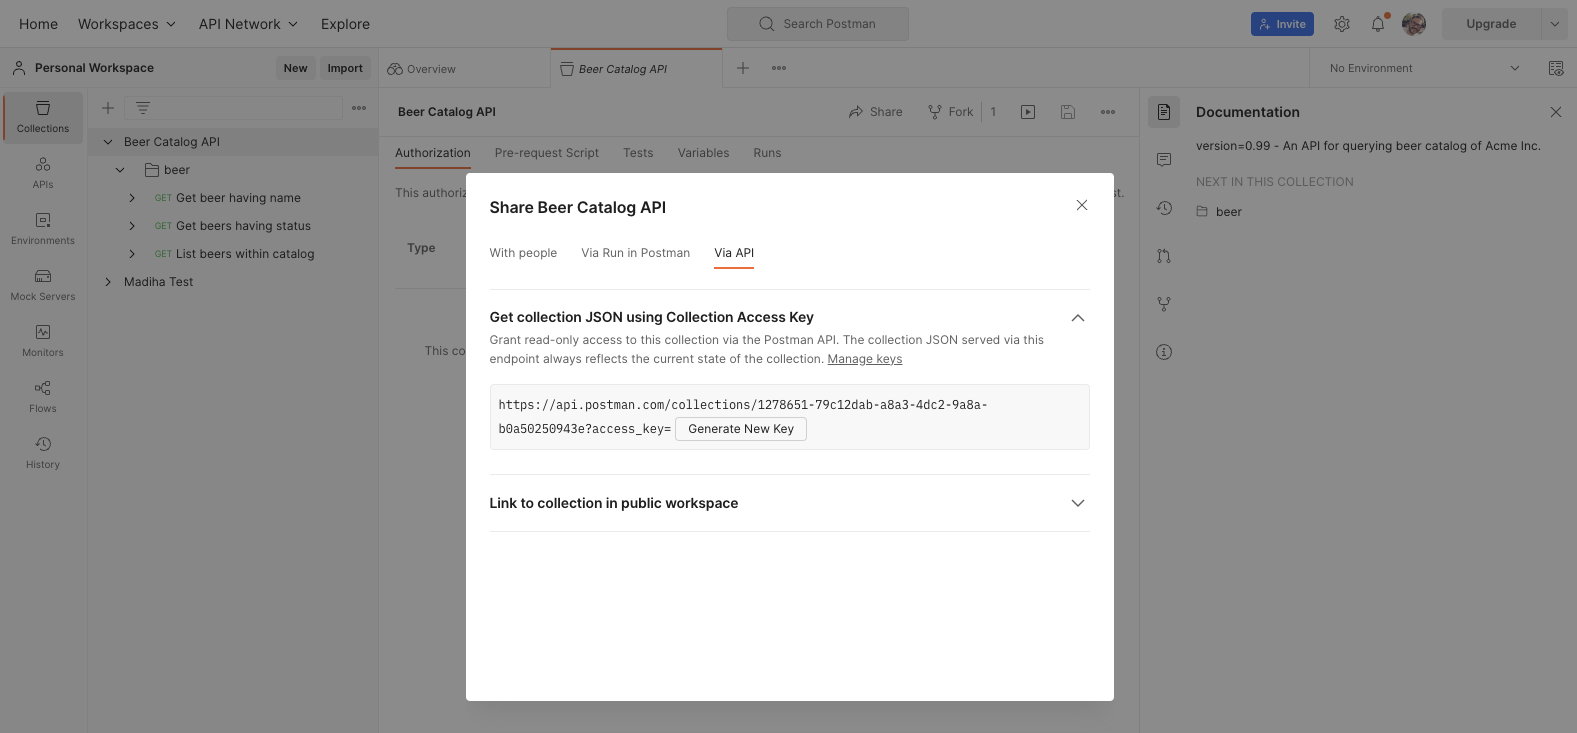 Home Workspaces API Network Explore Search Postman Invite Upgrade
Personal Workspace New Import Overview Beer Catalog API No Environment
Collections
APIs
Environments
Mock Servers
Monitors
Flows
History
Beer Catalog API
beer
GET Get beer having name
GET Get beers having status
GET List beers within catalog
Madiha Test
Beer Catalog API Share Fork 1
Authorization Pre-request Script Tests Variables Runs
This authoriz st.
Type
This co
Share Beer Catalog API
With people Via Run in Postman Via API
Get collection JSON using Collection Access Key
Grant read-only access to this collection via the Postman API. The collection JSON served via this
endpoint always reflects the current state of the collection. Manage keys
https://api.postman.com/collections/1278651-79c12dab-a8a3-4dc2-9a8a-
b0a50250943e?access_key= Generate New Key
Link to collection in public workspace
Documentation
version=0.99 - An API for querying beer catalog of Acme Inc.
NEXT IN THIS COLLECTION
beer